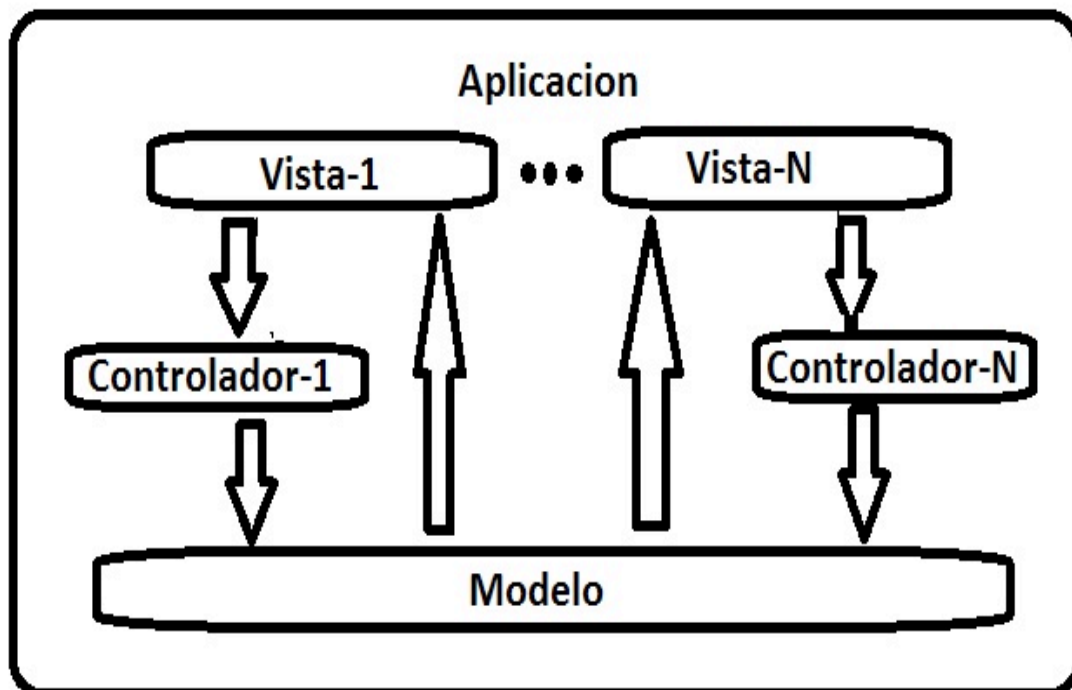 Aplicacion
Vista-1
Vista-N
Controlador-1
Controlador-N
Modelo